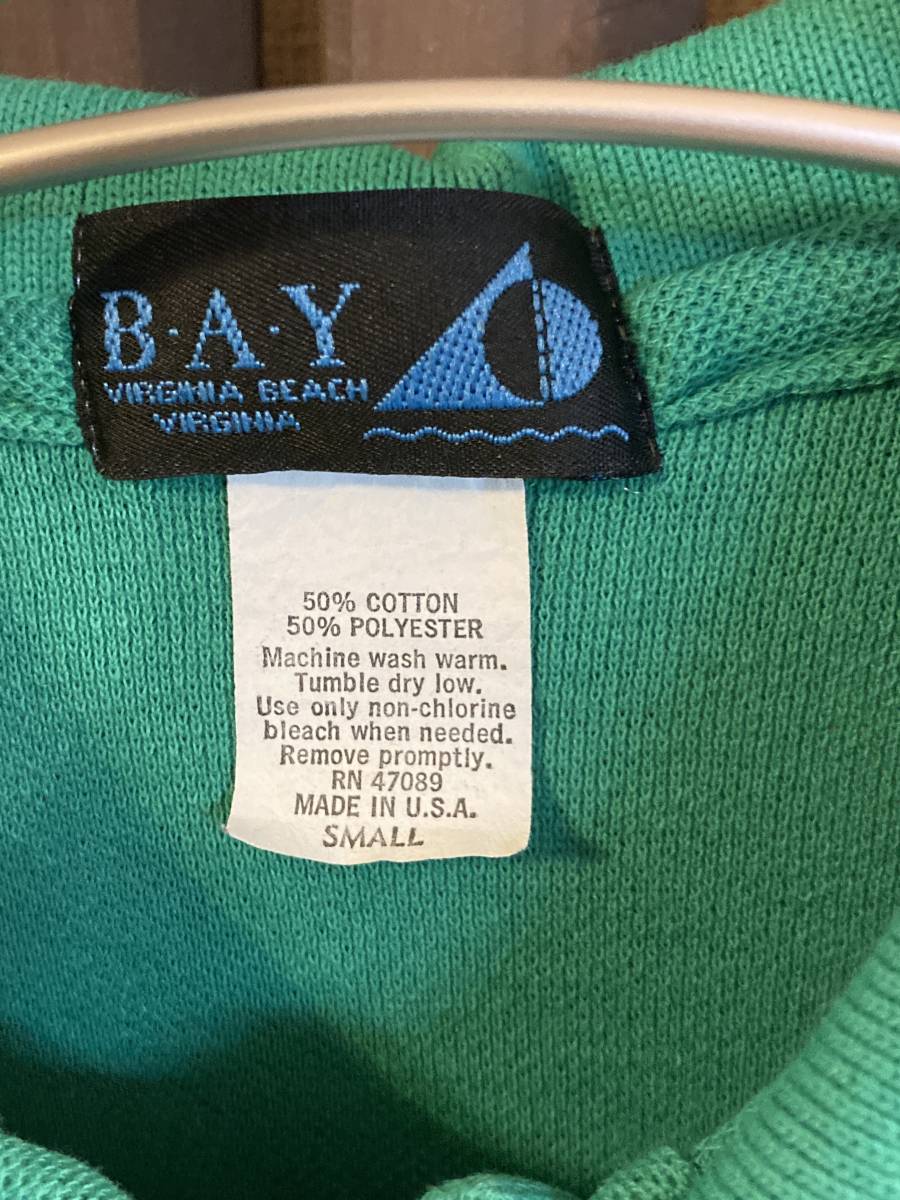 B·A·Y
VIRGINIA BEACH
VIRGINIA
50% COTTON
50% POLYESTER
Machine wash warm.
Tumble dry low.
Use only non-chlorine
bleach when needed.
Remove promptly.
RN 47089
MADE IN U.S.A.
SMALL